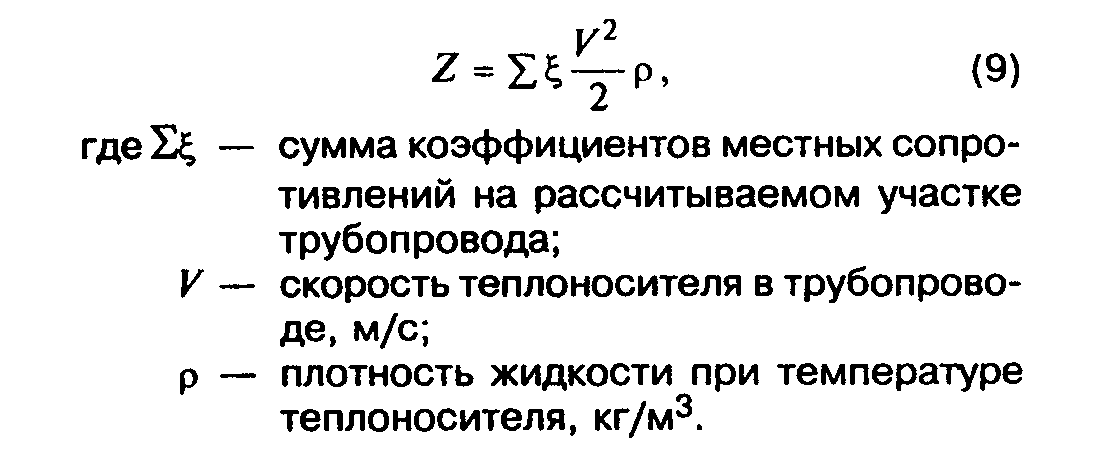 Z = Σ ξ V²/2 ρ, (9)
где Σξ — сумма коэффициентов местных сопро-
тивлений на рассчитываемом участке
трубопровода;
V — скорость теплоносителя в трубопрово-
де, м/с;
ρ — плотность жидкости при температуре
теплоносителя, кг/м³.